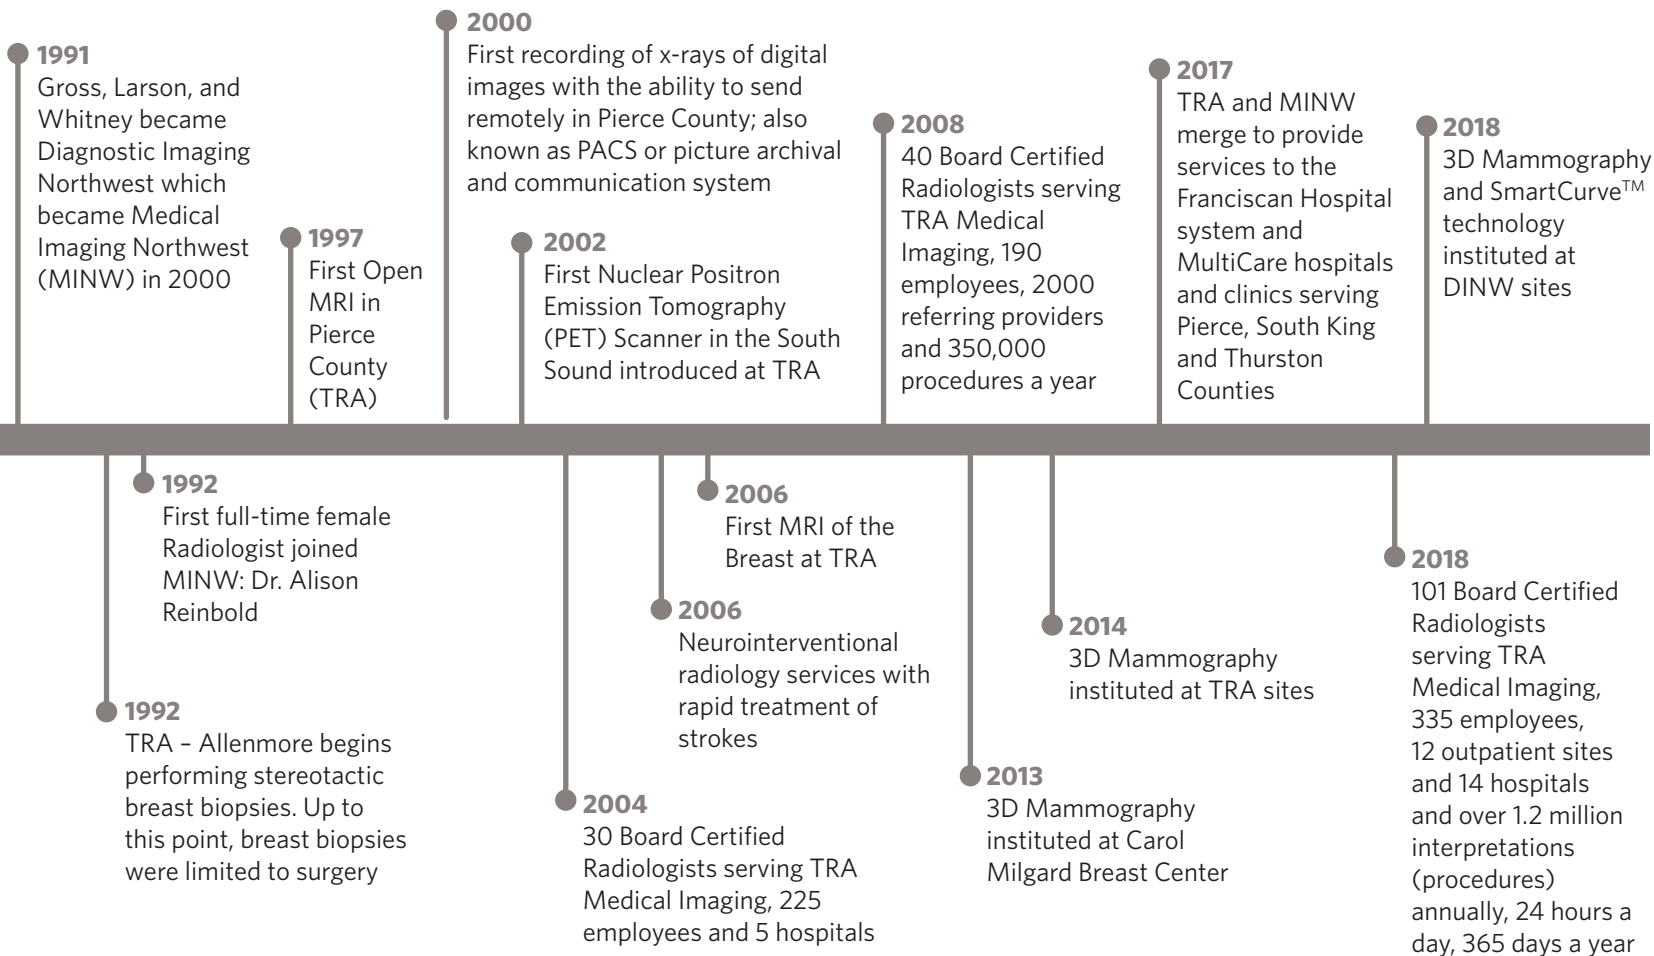 1991
Gross, Larson, and
Whitney became
Diagnostic Imaging
Northwest which
became Medical
Imaging Northwest
(MINW) in 2000
1992
TRA – Allenmore begins
performing stereotactic
breast biopsies. Up to
this point, breast biopsies
were limited to surgery
1992
First full-time female
Radiologist joined
MINW: Dr. Alison
Reinbold
1997
First Open
MRI in
Pierce
County
(TRA)
2000
First recording of x-rays of digital
images with the ability to send
remotely in Pierce County; also
known as PACS or picture archival
and communication system
2002
First Nuclear Positron
Emission Tomography
(PET) Scanner in the South
Sound introduced at TRA
2004
30 Board Certified
Radiologists serving TRA
Medical Imaging, 225
employees and 5 hospitals
2006
Neurointerventional
radiology services with
rapid treatment of
strokes
2006
First MRI of the
Breast at TRA
2008
40 Board Certified
Radiologists serving
TRA Medical
Imaging, 190
employees, 2000
referring providers
and 350,000
procedures a year
2013
3D Mammography
instituted at Carol
Milgard Breast Center
2014
3D Mammography
instituted at TRA sites
2017
TRA and MINW
merge to provide
services to the
Franciscan Hospital
system and
MultiCare hospitals
and clinics serving
Pierce, South King
and Thurston
Counties
2018
101 Board Certified
Radiologists
serving TRA
Medical Imaging,
335 employees,
12 outpatient sites
and 14 hospitals
and over 1.2 million
interpretations
(procedures)
annually, 24 hours a
day, 365 days a year
2018
3D Mammography
and SmartCurve™
technology
instituted at
DINW sites